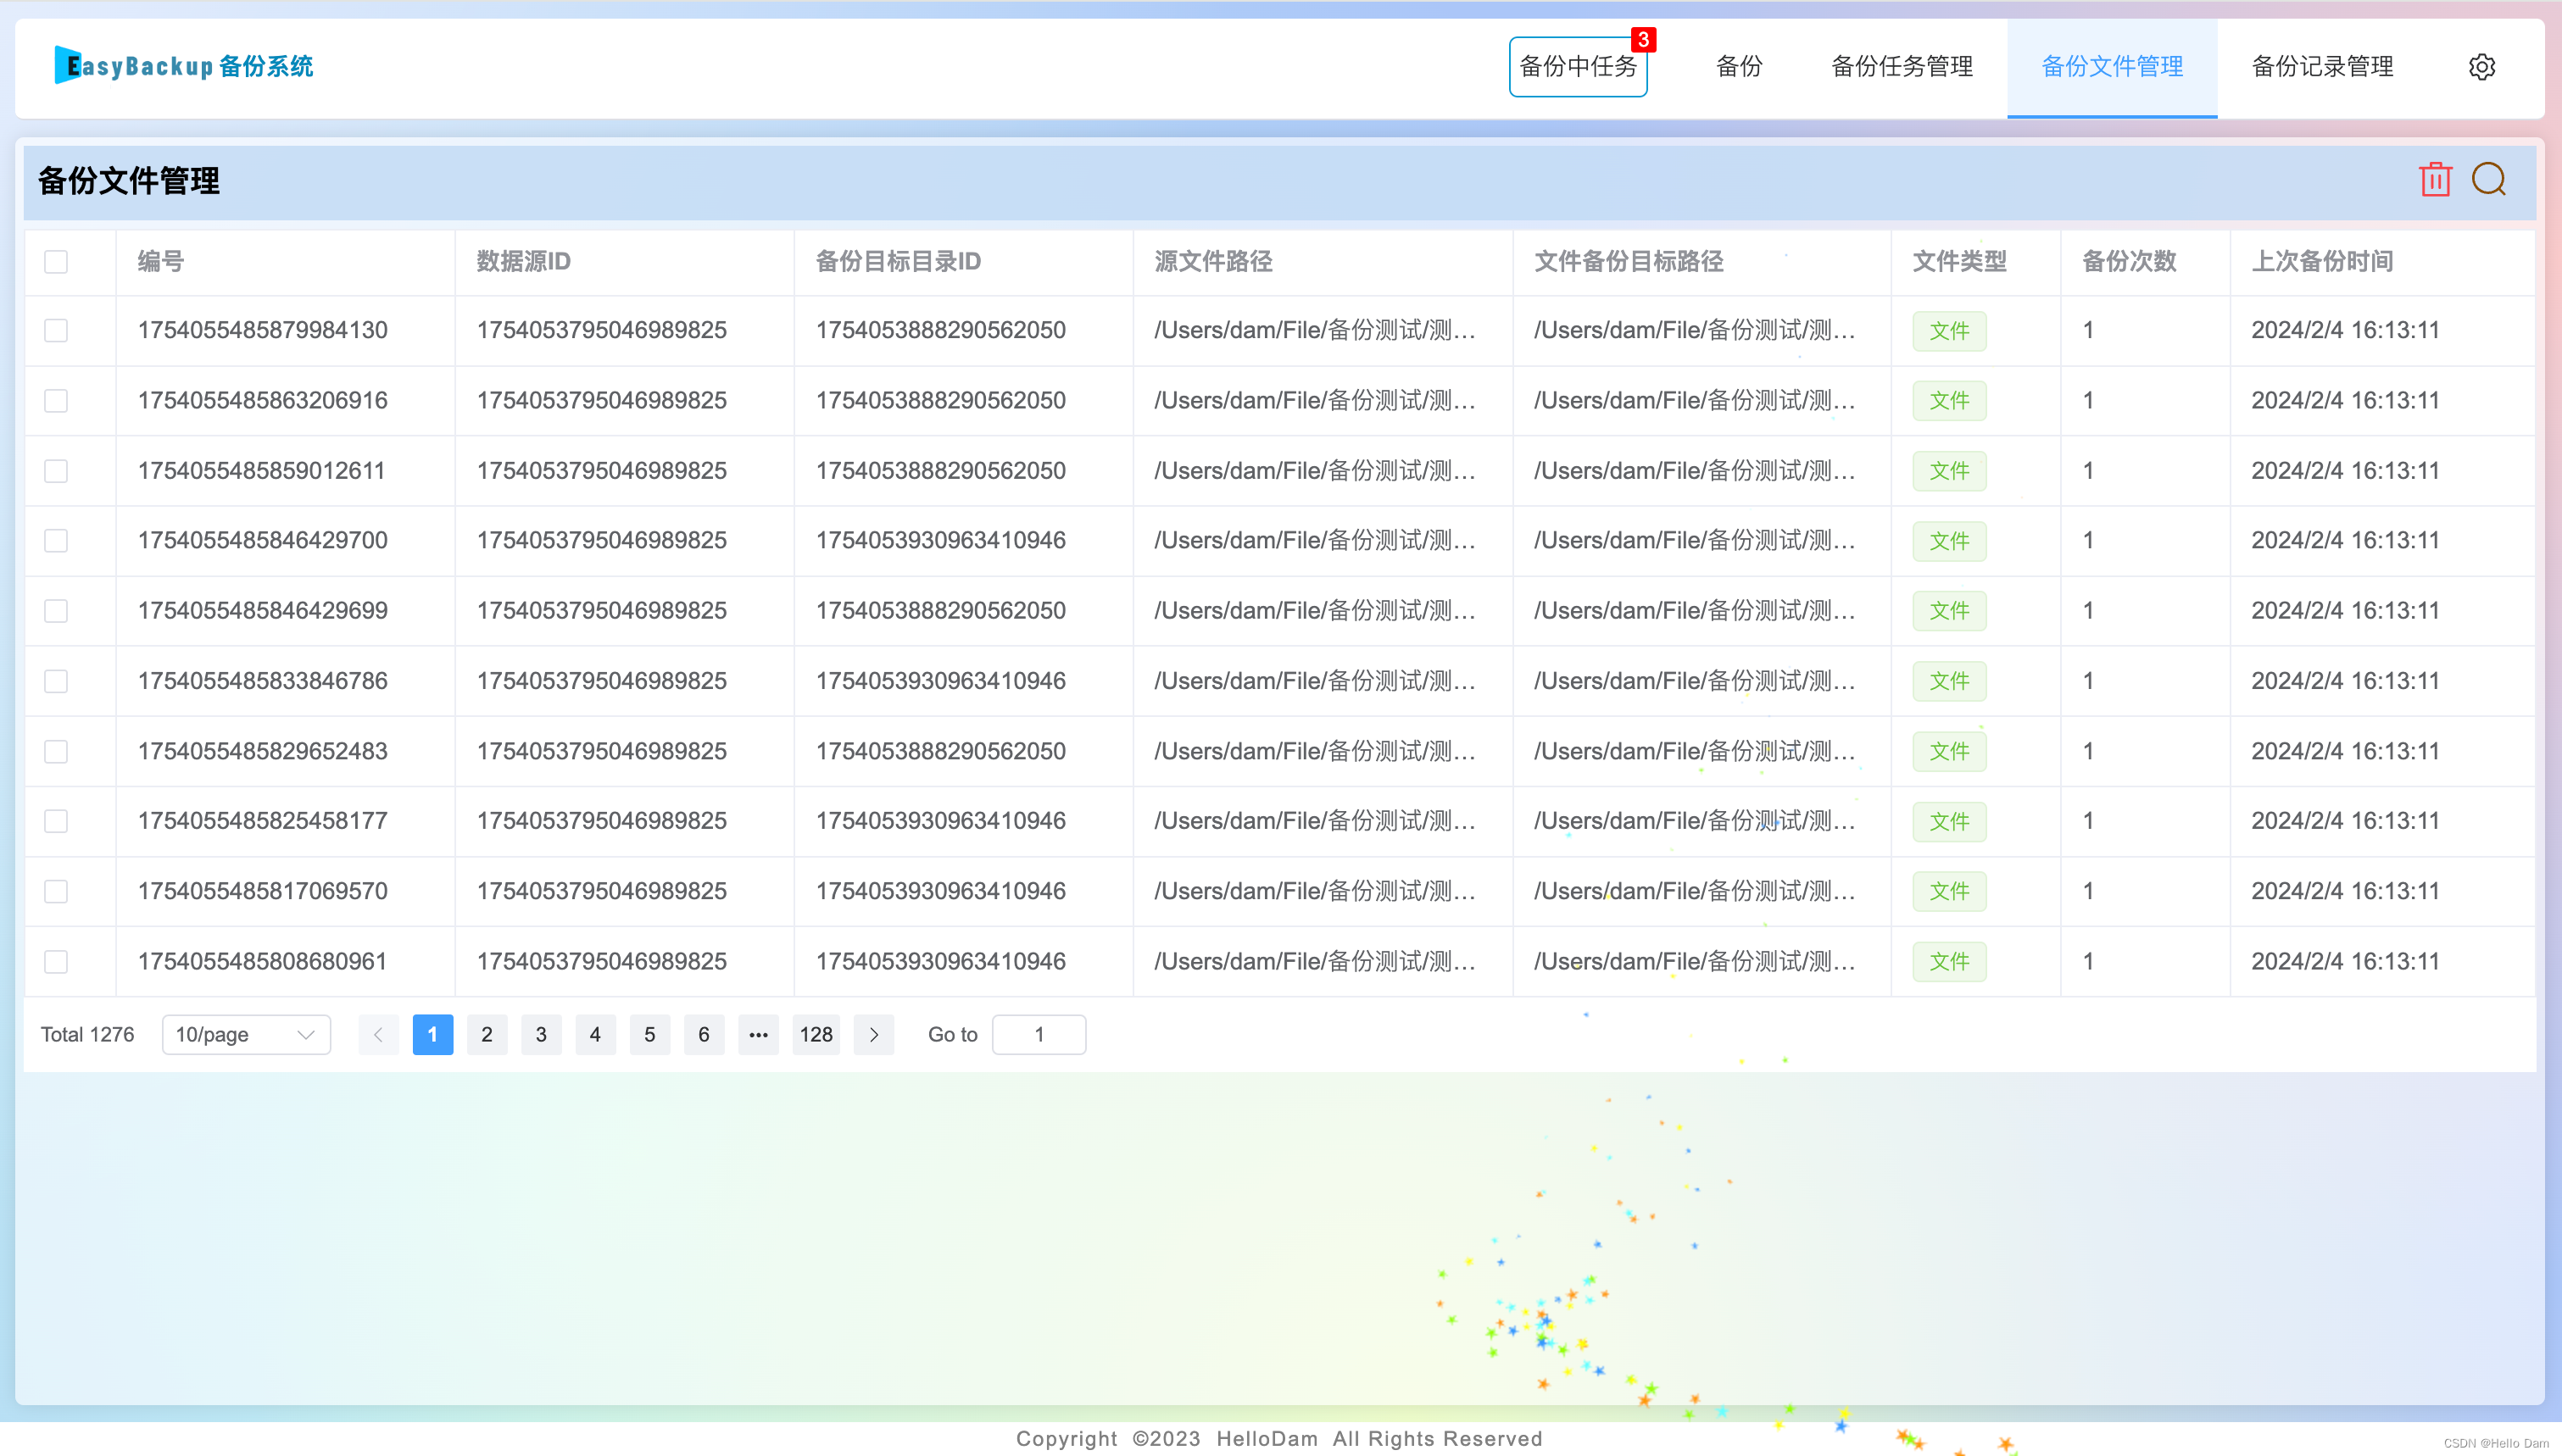 EasyBackup 备份系统 备份中任务 3 备份 备份任务管理 备份文件管理 备份记录管理
备份文件管理
编号 数据源ID 备份目标目录ID 源文件路径 文件备份目标路径 文件类型 备份次数 上次备份时间
1754055485879984130 1754053795046989825 1754053888290562050 /Users/dam/File/备份测试/测... /Users/dam/File/备份测试/测... 文件 1 2024/2/4 16:13:11
1754055485863206916 1754053795046989825 1754053888290562050 /Users/dam/File/备份测试/测... /Users/dam/File/备份测试/测... 文件 1 2024/2/4 16:13:11
1754055485859012611 1754053795046989825 1754053888290562050 /Users/dam/File/备份测试/测... /Users/dam/File/备份测试/测... 文件 1 2024/2/4 16:13:11
1754055485846429700 1754053795046989825 1754053930963410946 /Users/dam/File/备份测试/测... /Users/dam/File/备份测试/测... 文件 1 2024/2/4 16:13:11
1754055485846429699 1754053795046989825 1754053888290562050 /Users/dam/File/备份测试/测... /Users/dam/File/备份测试/测... 文件 1 2024/2/4 16:13:11
1754055485833846786 1754053795046989825 1754053930963410946 /Users/dam/File/备份测试/测... /Users/dam/File/备份测试/测... 文件 1 2024/2/4 16:13:11
1754055485829652483 1754053795046989825 1754053888290562050 /Users/dam/File/备份测试/测... /Users/dam/File/备份测试/测... 文件 1 2024/2/4 16:13:11
1754055485825458177 1754053795046989825 1754053930963410946 /Users/dam/File/备份测试/测... /Users/dam/File/备份测试/测... 文件 1 2024/2/4 16:13:11
1754055485817069570 1754053795046989825 1754053930963410946 /Users/dam/File/备份测试/测... /Users/dam/File/备份测试/测... 文件 1 2024/2/4 16:13:11
1754055485808680961 1754053795046989825 1754053930963410946 /Users/dam/File/备份测试/测... /Users/dam/File/备份测试/测... 文件 1 2024/2/4 16:13:11
Total 1276 10/page 1 2 3 4 5 6 ••• 128 Go to 1
Copyright ©2023 HelloDam All Rights Reserved
CSDN @Hello Dam